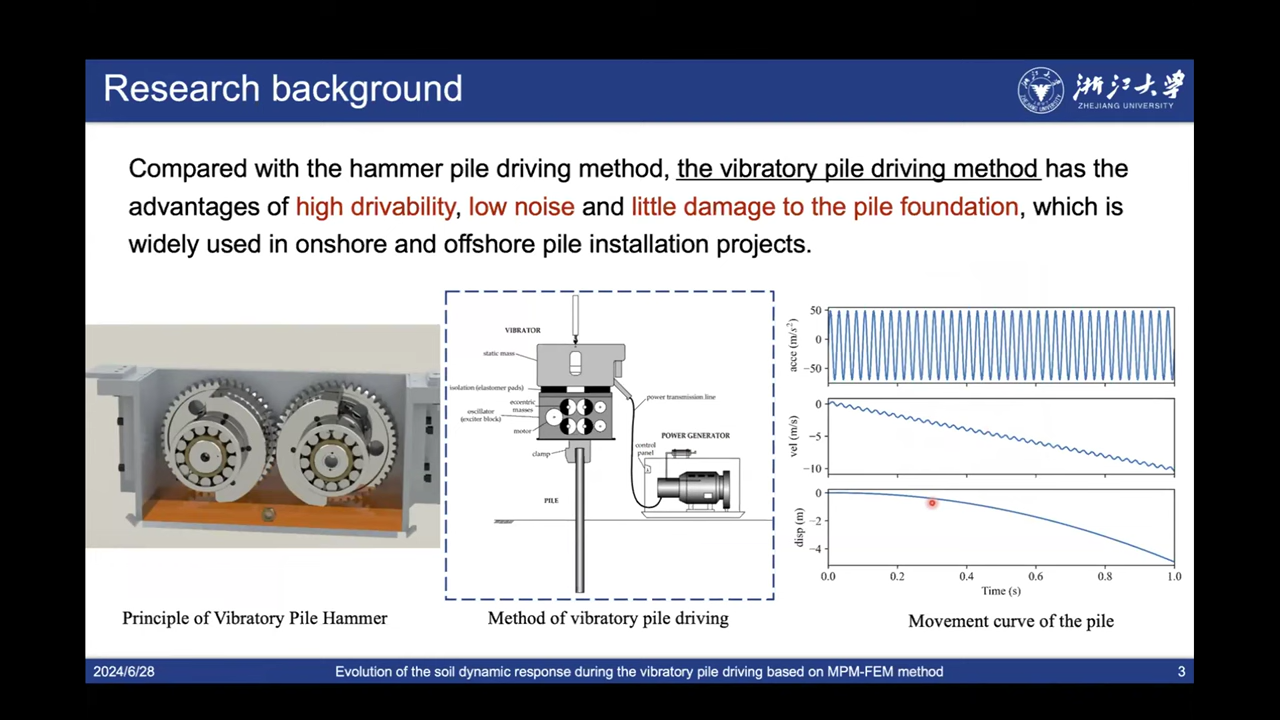 Research background
浙江大学
ZHEJIANG UNIVERSITY
Compared with the hammer pile driving method, the vibratory pile driving method has the
advantages of high drivability, low noise and little damage to the pile foundation, which is
widely used in onshore and offshore pile installation projects.
VIBRATOR
static mass
isolation (elastomer pads)
eccentric
masses
oscillator
(exciter block)
motor
clamp
PILE
power transmission line
POWER GENERATOR
control
panel
acce (m/s²)
50
0
−50
vel (m/s)
0
−5
−10
disp (m)
0
−2
−4
0.0 0.2 0.4 0.6 0.8 1.0
Time (s)
Principle of Vibratory Pile Hammer
Method of vibratory pile driving
Movement curve of the pile
2024/6/28
Evolution of the soil dynamic response during the vibratory pile driving based on MPM-FEM method
3